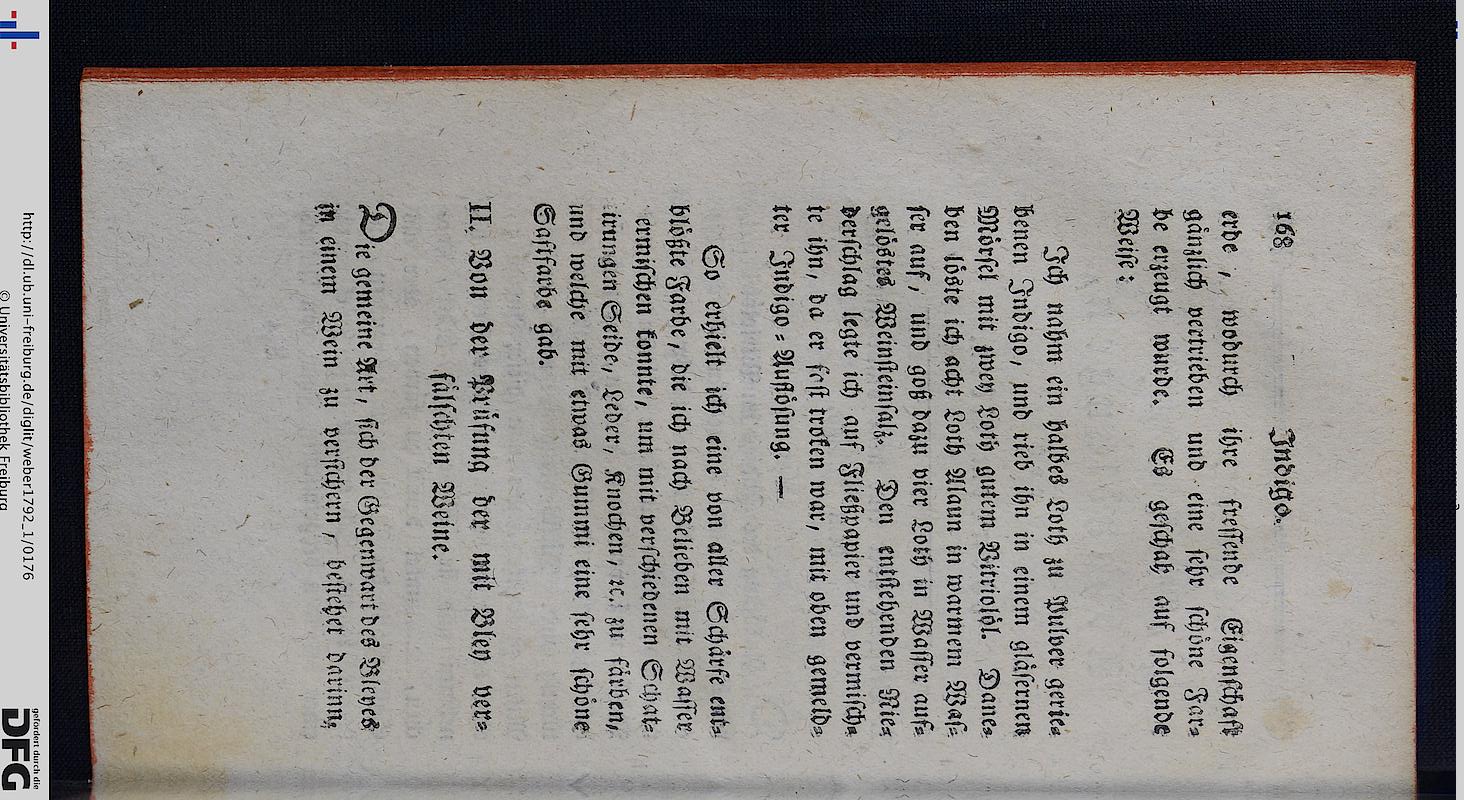 168 Indigo.
erde, wodurch ihre fressende Eigenschaft
gänzlich vertrieben und eine sehr schöne Far-
be erzeugt wurde. Es geschah auf folgende
Weise:
Ich nahm ein halbes Loth zu Pulver gerie-
benen Indigo, und rieb ihn in einem gläsernen
Mörsel mit zwey Loth gutem Vitriolöl. Dane-
ben löste ich acht Loth Alaun in warmem Was-
ser auf, und goß dazu vier Loth in Wasser auf-
gelöstes Weinsteinsalz. Den entstehenden Nie-
derschlag legte ich auf Fließpapier und vermisch-
te ihn, da er fast troken war, mit oben gemeld-
ter Indigo-Auflösung. —
So erhielt ich eine von aller Schärfe ent-
blößte Farbe, die ich nach Belieben mit Wasser
vermischen konnte, um mit verschiedenen Schat-
irungen Seide, Leder, Knochen, ꝛc. zu färben,
und welche mit etwas Gummi eine sehr schöne
Saftfarbe gab.
II. Von der Prüfung der mit Bley ver-
fälschten Weine.
Die gemeine Art, sich der Gegenwart des Bleyes
in einem Wein zu versichern, bestehet darinn,
http://dl.ub.uni-freiburg.de/diglit/weber1792_1/0176
© Universitätsbibliothek Freiburg
gefördert durch die
DFG